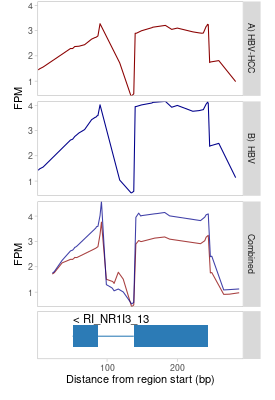 4
3
2
1
A) HBV-HCC
FPM
4
3
2
1
B) HBV
4
3
2
1
FPM
Combined
< RI_NR1I3_13
100 200
Distance from region start (bp)